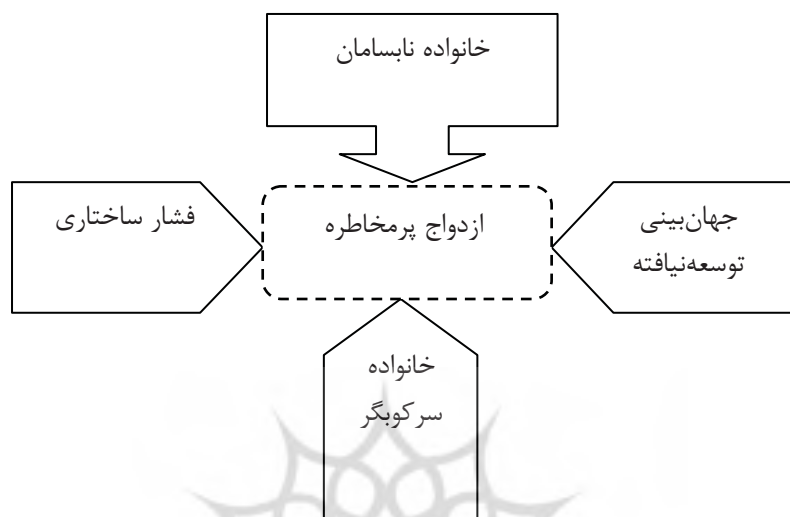 خانواده نابسامان
فشار ساختاری
ازدواج پرمخاطره
جهان‌بینی
توسعه‌نیافته
خانواده
سرکوبگر